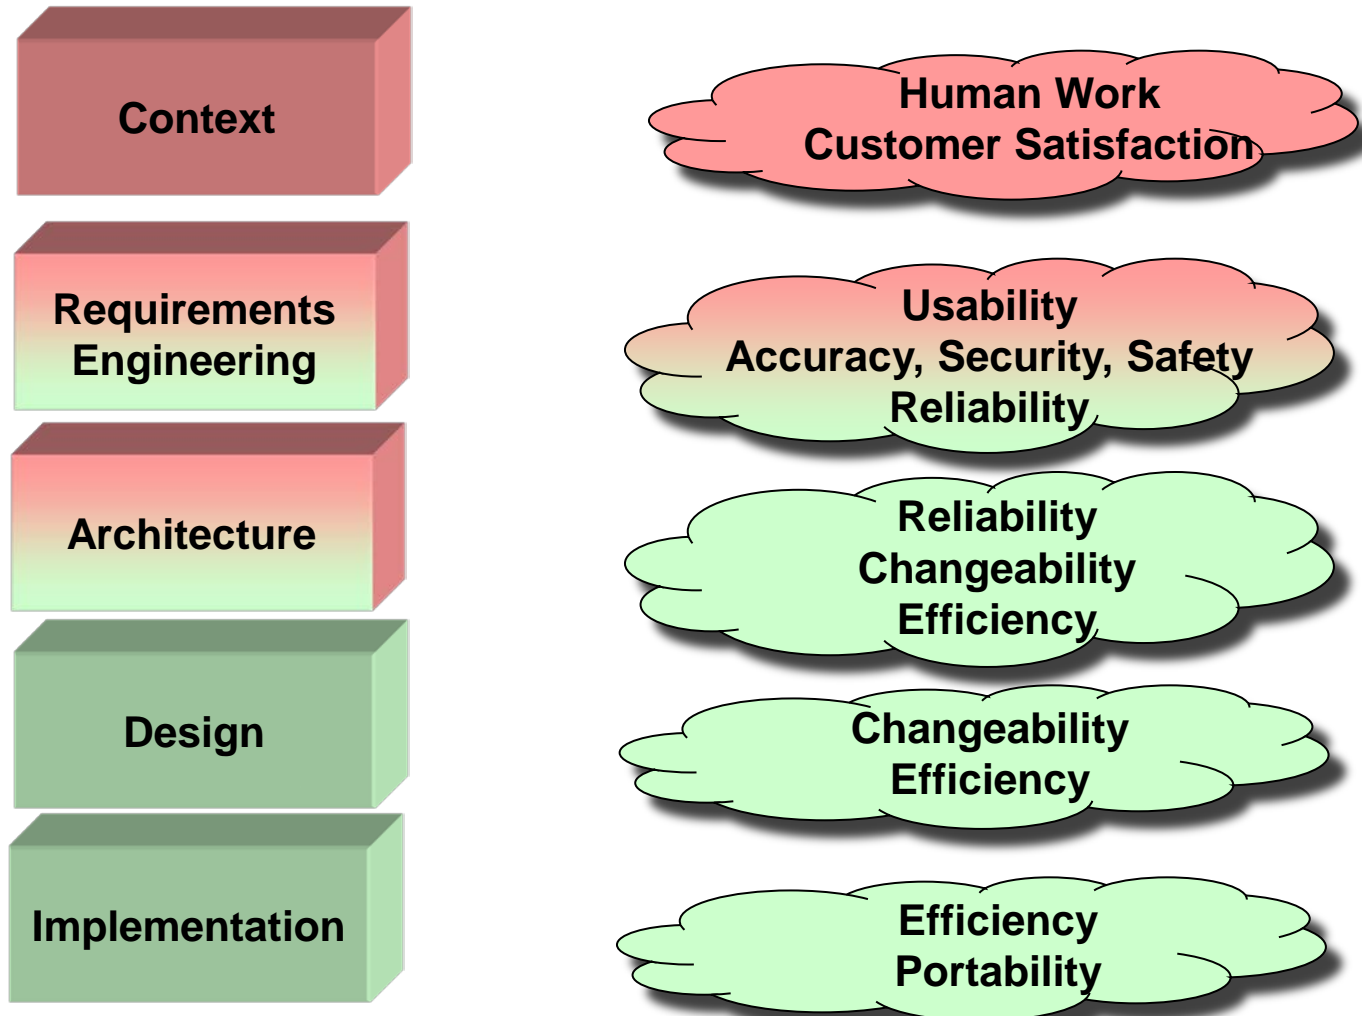 Context
Human Work
Customer Satisfaction
Requirements
Engineering
Usability
Accuracy, Security, Safety
Reliability
Architecture
Reliability
Changeability
Efficiency
Design
Changeability
Efficiency
Implementation
Efficiency
Portability